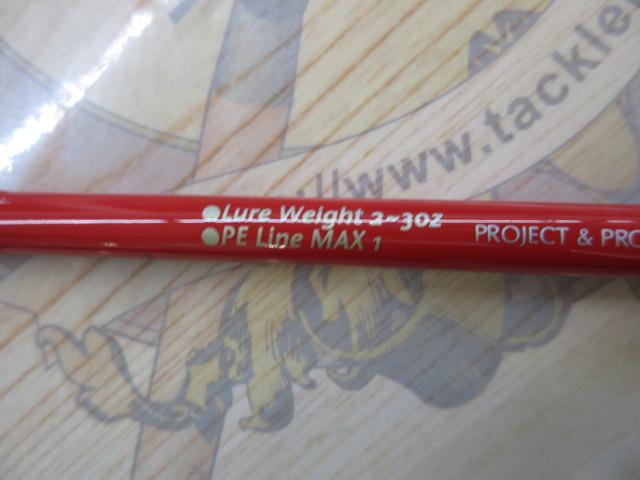 //www.tackle
●Lure Weight 2~3oz
●PE Line MAX 1
PROJECT & PRO